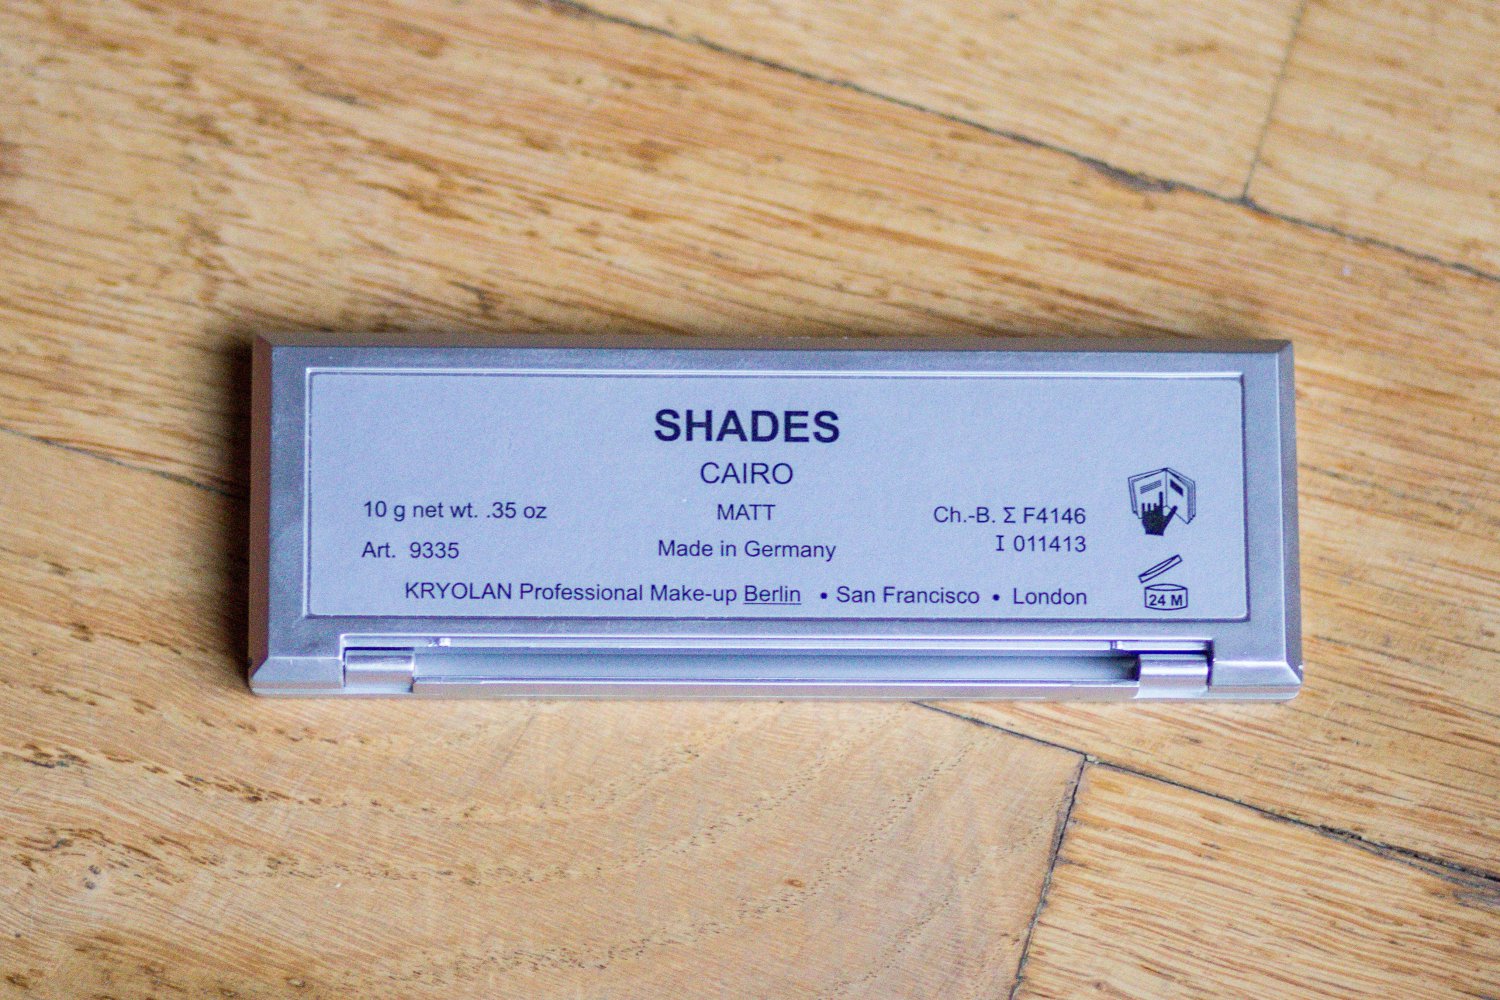 SHADES
CAIRO
10 g net wt. .35 oz
MATT
Ch.-B. Σ F4146
I 011413
Art. 9335
Made in Germany
KRYOLAN Professional Make-up Berlin • San Francisco • London
24 M